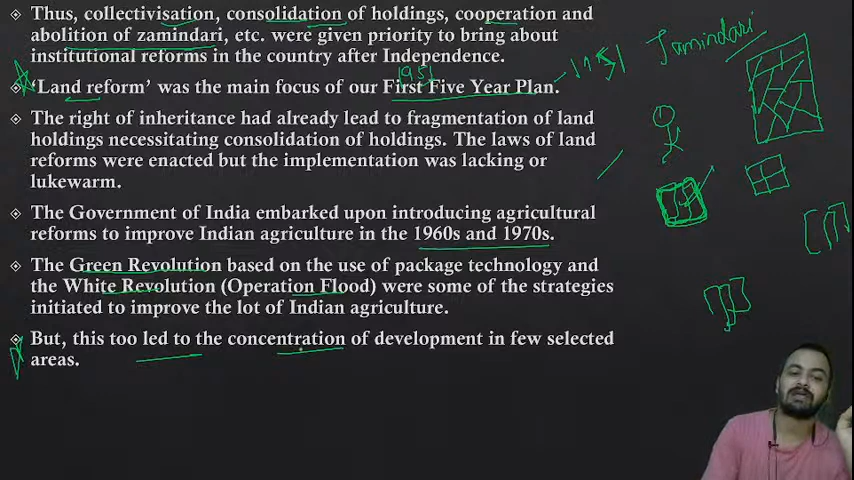 Thus, collectivisation, consolidation of holdings, cooperation and
abolition of zamindari, etc. were given priority to bring about
institutional reforms in the country after Independence.
Jamindari
1951
'Land reform' was the main focus of our First Five Year Plan.
1951
The right of inheritance had already lead to fragmentation of land
holdings necessitating consolidation of holdings. The laws of land
reforms were enacted but the implementation was lacking or
lukewarm.
The Government of India embarked upon introducing agricultural
reforms to improve Indian agriculture in the 1960s and 1970s.
The Green Revolution based on the use of package technology and
the White Revolution (Operation Flood) were some of the strategies
initiated to improve the lot of Indian agriculture.
But, this too led to the concentration of development in few selected
areas.